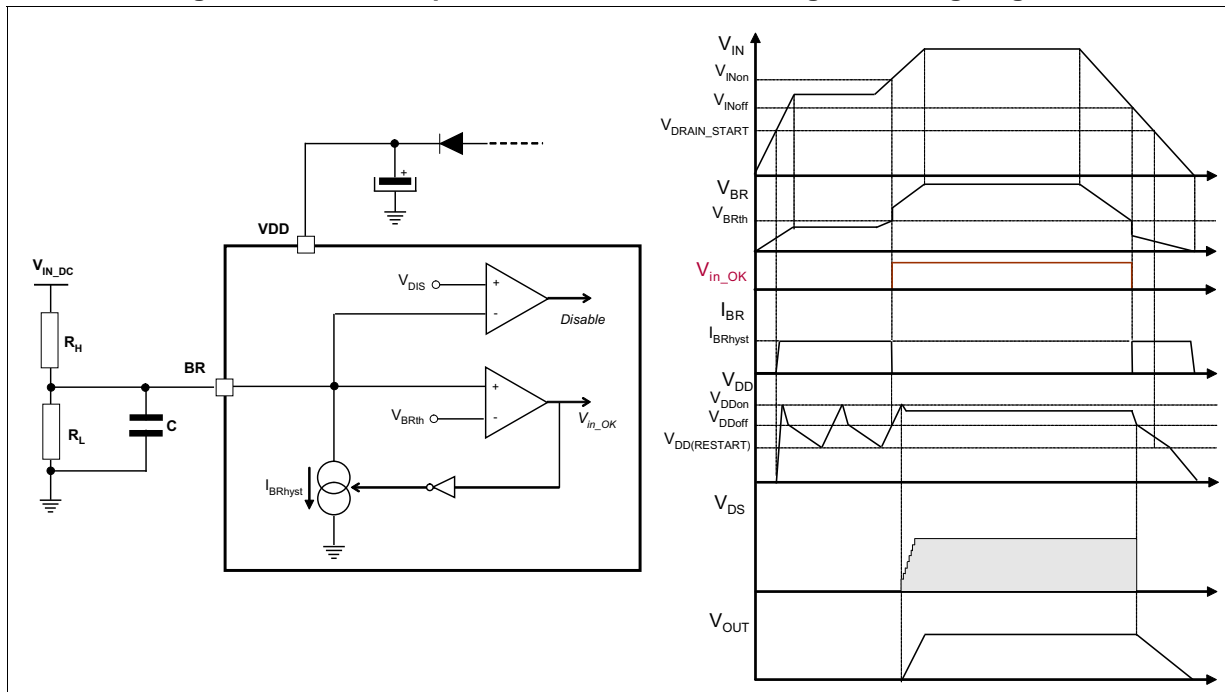 VDD
V_IN_DC
R_H
BR
R_L
C
V_DIS
+
-
Disable
+
V_BRth
-
V_in_OK
I_BRhyst
+
V_IN
V_INon
V_INoff
V_DRAIN_START
V_BR
V_BRth
V_in_OK
I_BR
I_BRhyst
V_DD
V_DDon
V_DDoff
V_DD(RESTART)
V_DS
V_OUT